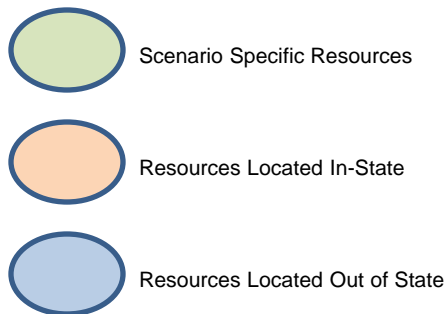 Scenario Specific Resources
Resources Located In-State
Resources Located Out of State